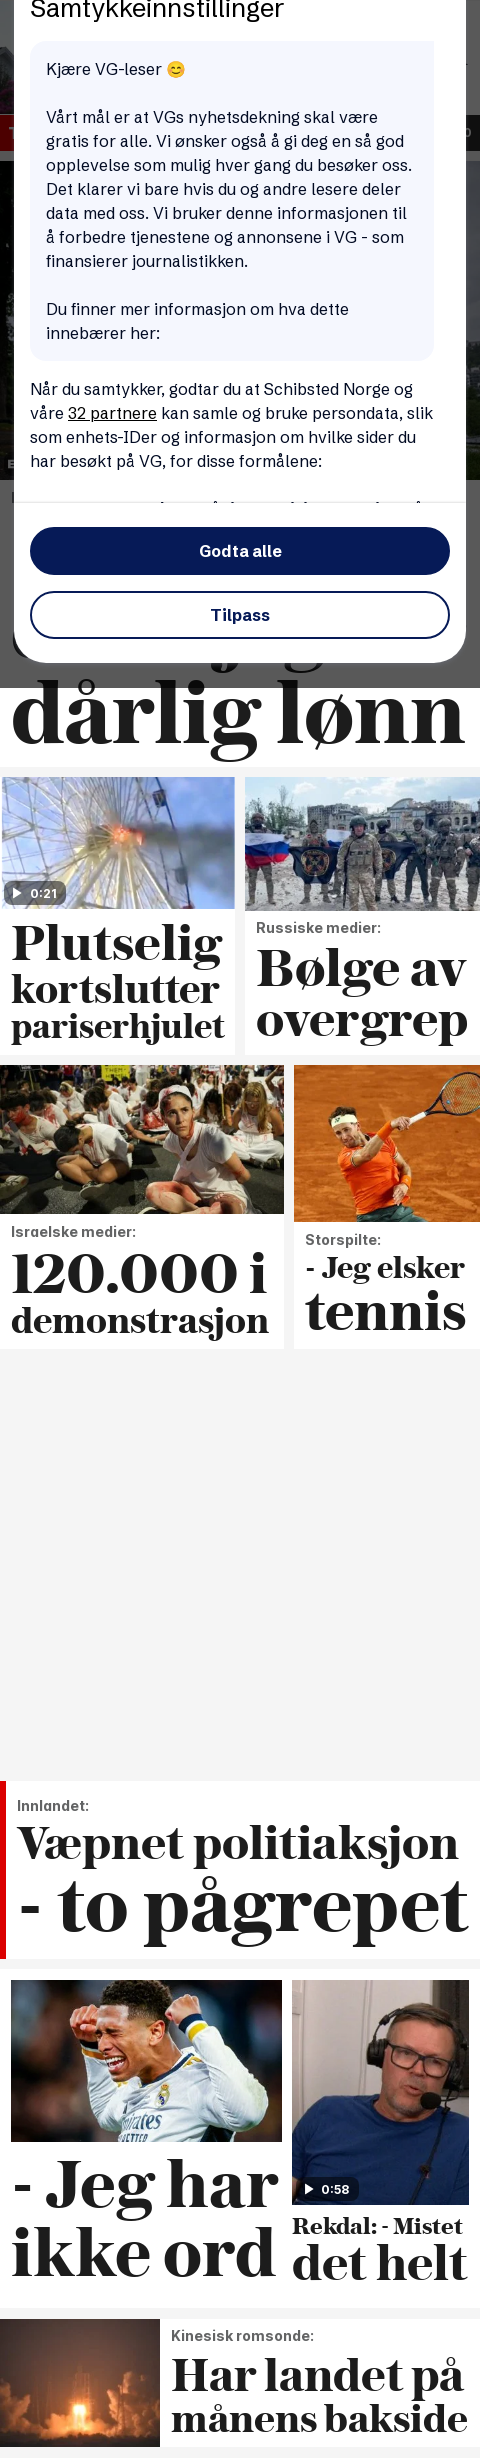 Samtykkeinnstillinger
Kjære VG-leser 😊
Vårt mål er at VGs nyhetsdekning skal være
gratis for alle. Vi ønsker også å gi deg en så god
opplevelse som mulig hver gang du besøker oss.
Det klarer vi bare hvis du og andre lesere deler
data med oss. Vi bruker denne informasjonen til
å forbedre tjenestene og annonsene i VG - som
finansierer journalistikken.
Du finner mer informasjon om hva dette
innebærer her:
Når du samtykker, godtar du at Schibsted Norge og
våre 32 partnere kan samle og bruke persondata, slik
som enhets-IDer og informasjon om hvilke sider du
har besøkt på VG, for disse formålene:
Godta alle
Tilpass
dårlig lønn
0:21
Plutselig
kortslutter
pariserhjulet
Russiske medier:
Bølge av
overgrep
Israelske medier:
120.000 i
demonstrasjon
Storspilte:
- Jeg elsker
tennis
Innlandet:
Væpnet politiaksjon
- to pågrepet
- Jeg har
ikke ord
0:58
Rekdal: - Mistet
det helt
Kinesisk romsonde:
Har landet på
månens bakside